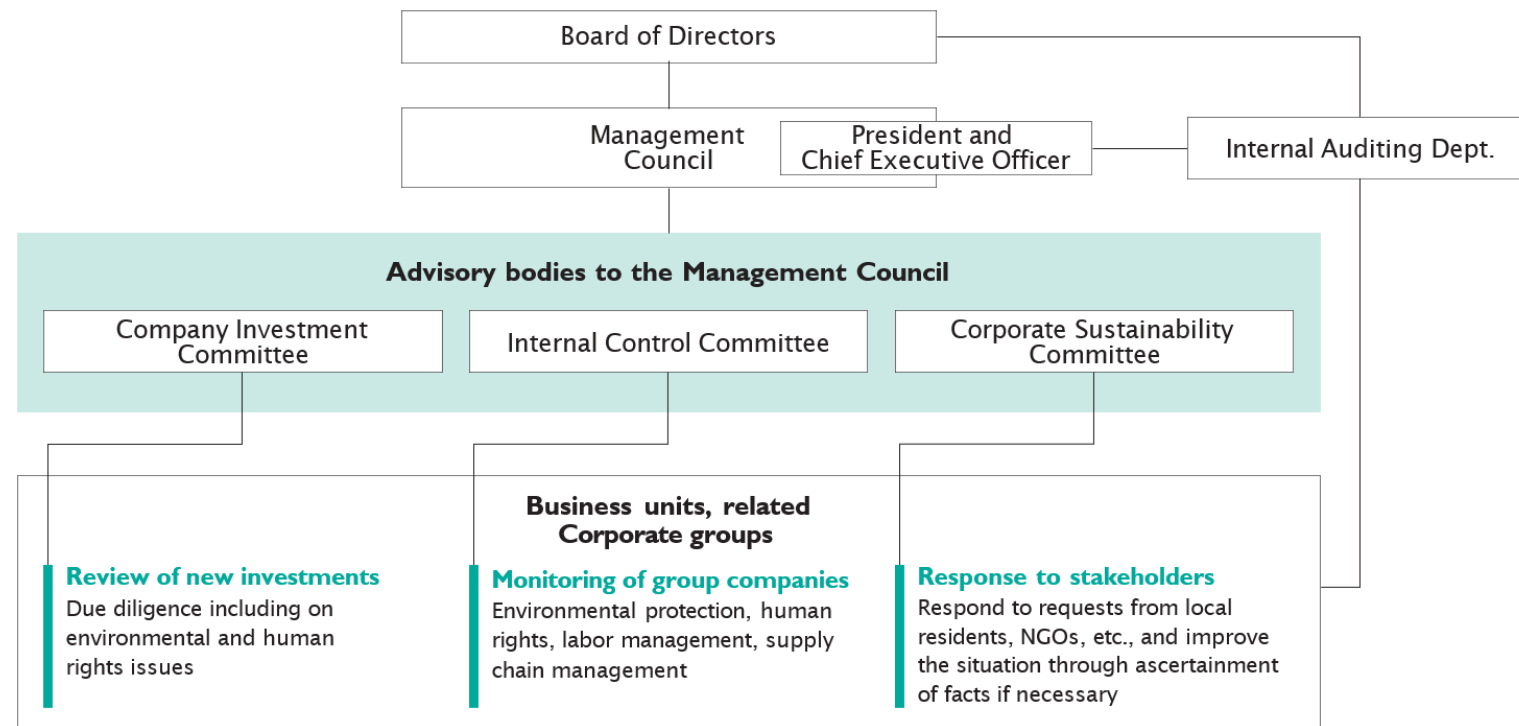 Board of Directors
Management
Council
President and
Chief Executive Officer
Internal Auditing Dept.
Advisory bodies to the Management Council
Company Investment
Committee
Internal Control Committee
Corporate Sustainability
Committee
Business units, related
Corporate groups
Review of new investments
Due diligence including on
environmental and human
rights issues
Monitoring of group companies
Environmental protection, human
rights, labor management, supply
chain management
Response to stakeholders
Respond to requests from local
residents, NGOs, etc., and improve
the situation through ascertainment
of facts if necessary